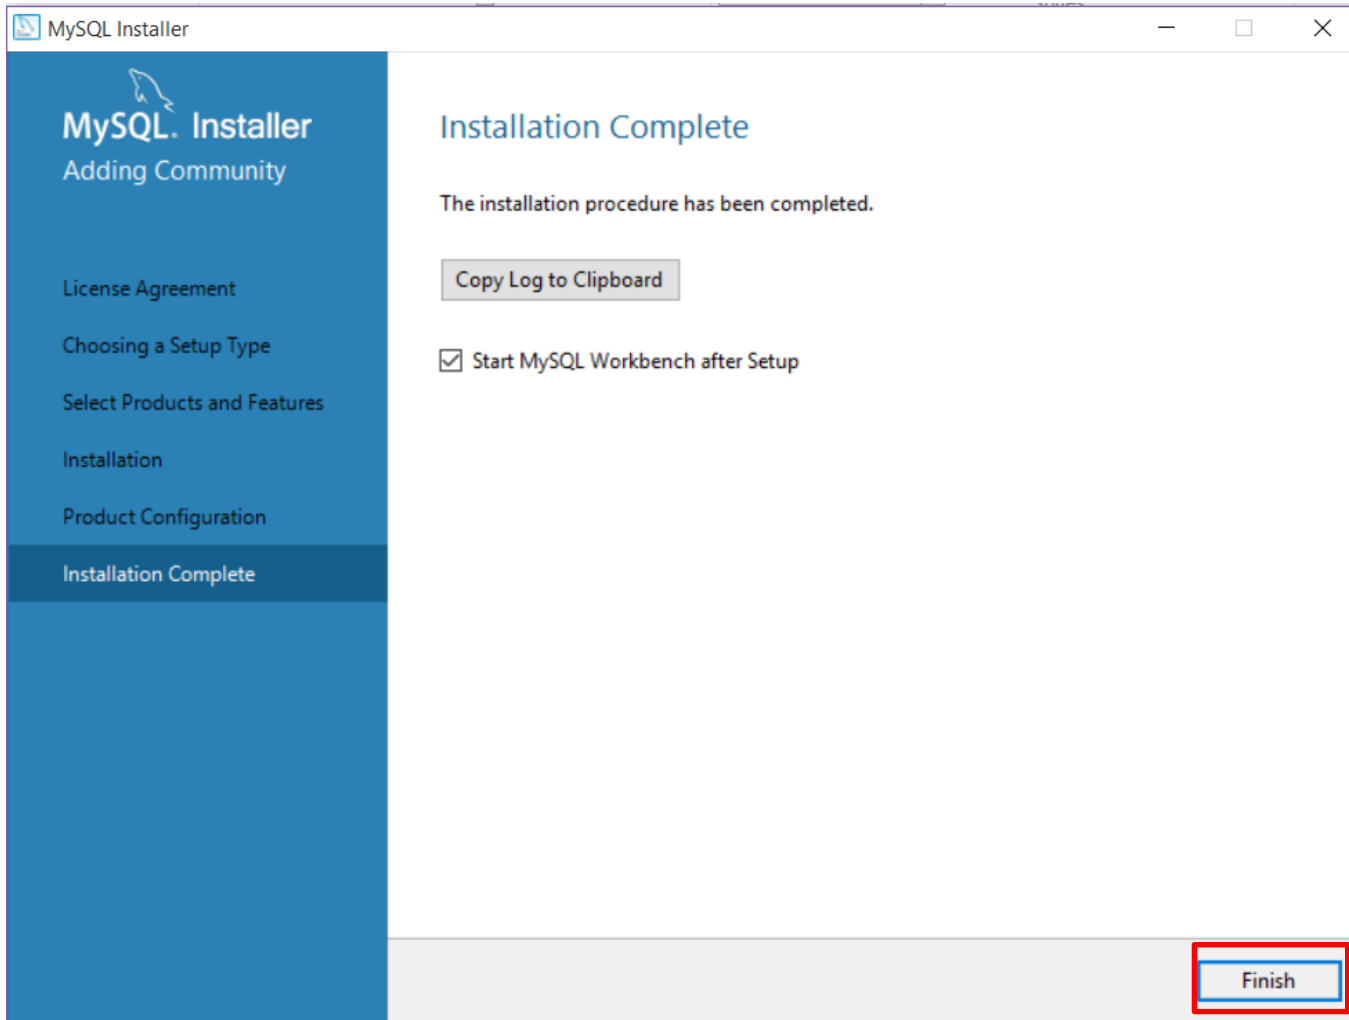 MySQL Installer
MySQL. Installer
Adding Community
License Agreement
Choosing a Setup Type
Select Products and Features
Installation
Product Configuration
Installation Complete
Installation Complete
The installation procedure has been completed.
Copy Log to Clipboard
Start MySQL Workbench after Setup
Finish